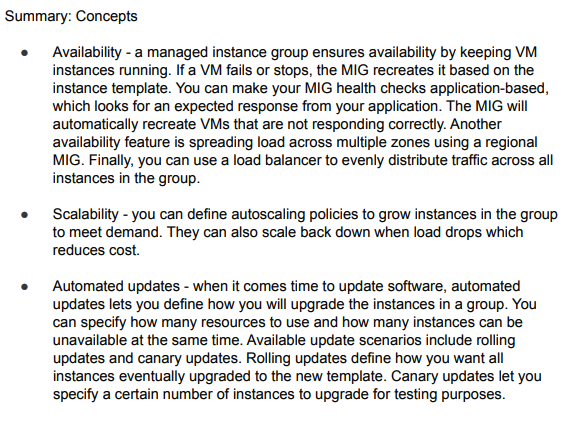 Summary: Concepts
● Availability - a managed instance group ensures availability by keeping VM
instances running. If a VM fails or stops, the MIG recreates it based on the
instance template. You can make your MIG health checks application-based,
which looks for an expected response from your application. The MIG will
automatically recreate VMs that are not responding correctly. Another
availability feature is spreading load across multiple zones using a regional
MIG. Finally, you can use a load balancer to evenly distribute traffic across all
instances in the group.
● Scalability - you can define autoscaling policies to grow instances in the group
to meet demand. They can also scale back down when load drops which
reduces cost.
● Automated updates - when it comes time to update software, automated
updates lets you define how you will upgrade the instances in a group. You
can specify how many resources to use and how many instances can be
unavailable at the same time. Available update scenarios include rolling
updates and canary updates. Rolling updates define how you want all
instances eventually upgraded to the new template. Canary updates let you
specify a certain number of instances to upgrade for testing purposes.